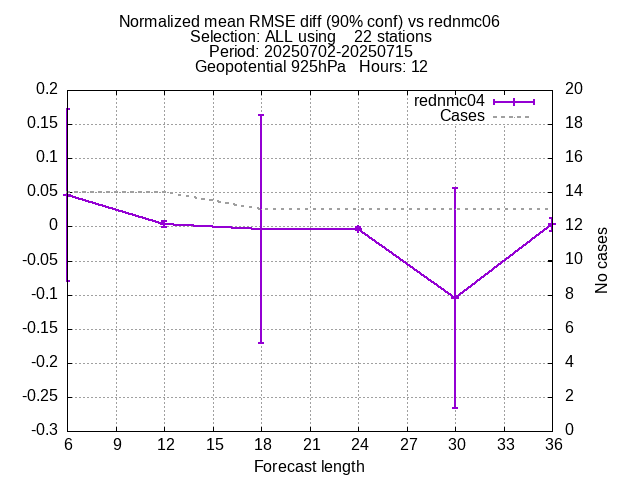 Normalized mean RMSE diff (90% conf) vs rednmc06
Selection: ALL using    22 stations
Period: 20250702-20250715
Geopotential 925hPa   Hours: 12
rednmc04
Cases
0.2
0.15
0.1
0.05
0
-0.05
-0.1
-0.15
-0.2
-0.25
-0.3
20
18
16
14
12
10
8
6
4
2
0
No cases
6 9 12 15 18 21 24 27 30 33 36
Forecast length